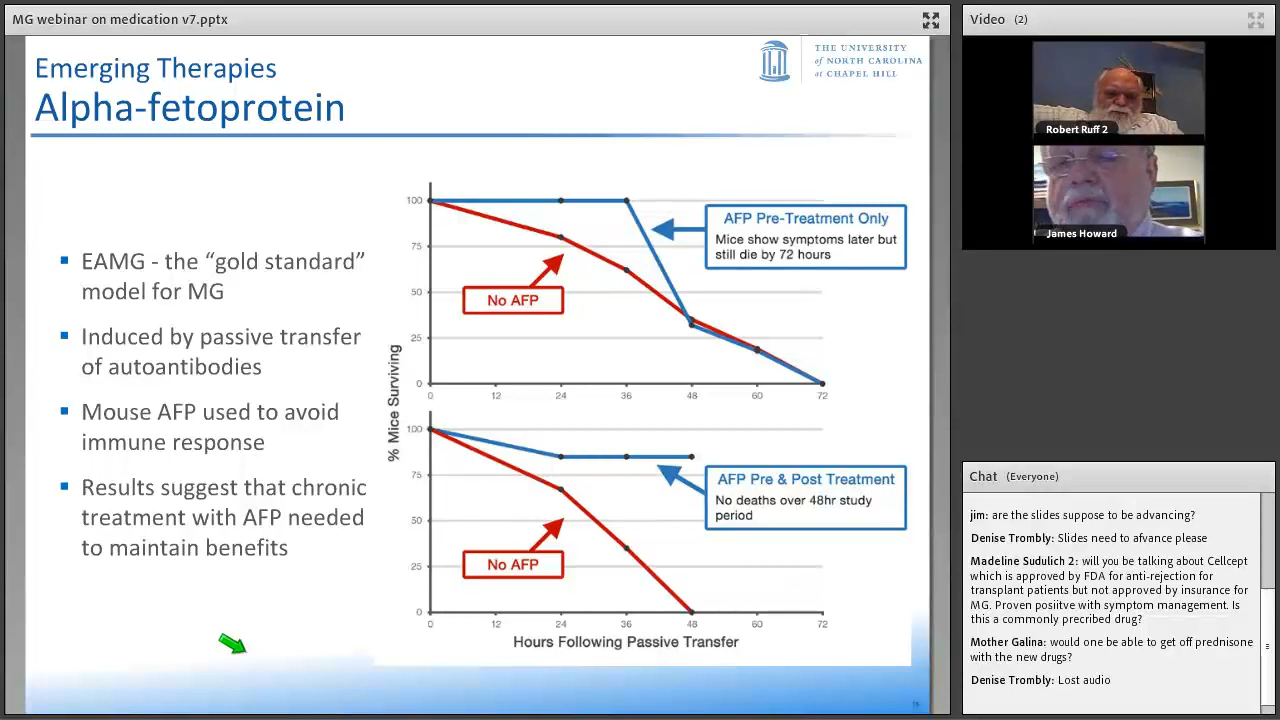 MG webinar on medication v7.pptx
Emerging Therapies
Alpha-fetoprotein
THE UNIVERSITY
of NORTH CAROLINA
at CHAPEL HILL
EAMG - the “gold standard”
model for MG
Induced by passive transfer
of autoantibodies
Mouse AFP used to avoid
immune response
Results suggest that chronic
treatment with AFP needed
to maintain benefits
% Mice Surviving
100
75
50
25
0
0 12 24 36 48 60 72
AFP Pre-Treatment Only
Mice show symptoms later but
still die by 72 hours
No AFP
100
75
50
25
0
0 12 24 36 48 60 72
AFP Pre & Post Treatment
No deaths over 48hr study
period
No AFP
Hours Following Passive Transfer
Video (2)
Robert Ruff 2
James Howard
Chat (Everyone)
jim: are the slides suppose to be advancing?
Denise Trombly: Slides need to afvance please
Madeline Sudulich 2: will you be talking about Cellcept
which is approved by FDA for anti-rejection for
transplant patients but not approved by insurance for
MG. Proven posiitve with symptom management. Is
this a commonly precribed drug?
Mother Galina: would one be able to get off prednisone
with the new drugs?
Denise Trombly: Lost audio